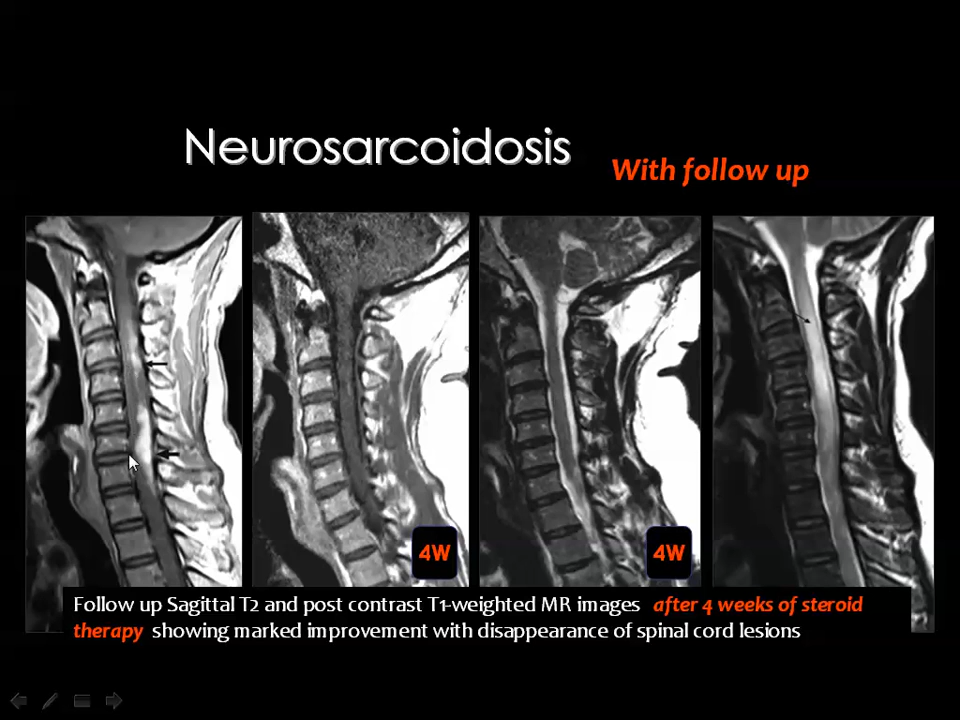 Neurosarcoidosis
With follow up
4W
4W
Follow up Sagittal T2 and post contrast T1-weighted MR images after 4 weeks of steroid
therapy showing marked improvement with disappearance of spinal cord lesions